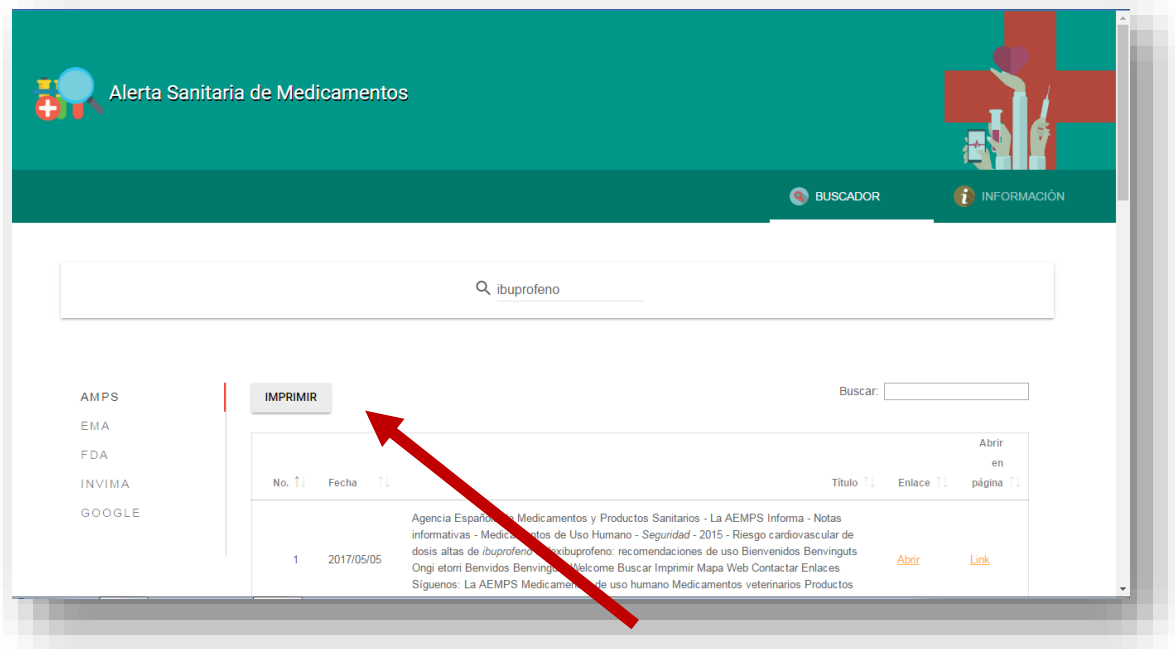 Alerta Sanitaria de Medicamentos
BUSCADOR
INFORMACIÓN
ibuprofeno
AMPS
EMA
FDA
INVIMA
GOOGLE
IMPRIMIR
Buscar:
No. Fecha Título Enlace Abrir en página
Agencia Española de Medicamentos y Productos Sanitarios - La AEMPS Informa - Notas
informativas - Medicamentos de Uso Humano - Seguridad - 2015 - Riesgo cardiovascular de
dosis altas de ibuprofeno dexibuprofeno: recomendaciones de uso Bienvenidos Benvinguts
1 2017/05/05 Abrir Link
Ongi etorri Benvidos Benvinguts Welcome Buscar Imprimir Mapa Web Contactar Enlaces
Síguenos: La AEMPS Medicamentos de uso humano Medicamentos veterinarios Productos